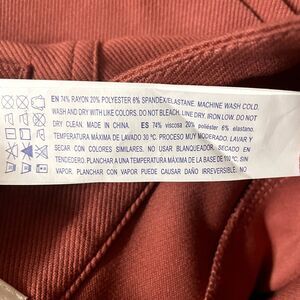 EN 74% RAYON 20% POLYESTER 6% SPANDEX/ELASTANE. MACHINE WASH COLD.
WASH AND DRY WITH LIKE COLORS. DO NOT BLEACH. LINE DRY. IRON LOW. DO NOT
DRY CLEAN. MADE IN CHINA. ES 74% viscosa 20% poliéster 6% elastano.
TEMPERATURA MÁXIMA DE LAVADO 30 ºC. PROCESO MUY MODERADO. LAVAR Y
SECAR CON COLORES SIMILARES. NO USAR BLANQUEADOR. SECADO EN
TENDEDERO. PLANCHAR A UNA TEMPERATURA MÁXIMA DE LA BASE DE 110 ºC; SIN
VAPOR. PLANCHAR CON VAPOR PUEDE CAUSAR DAÑO IRREVERSIBLE. NO